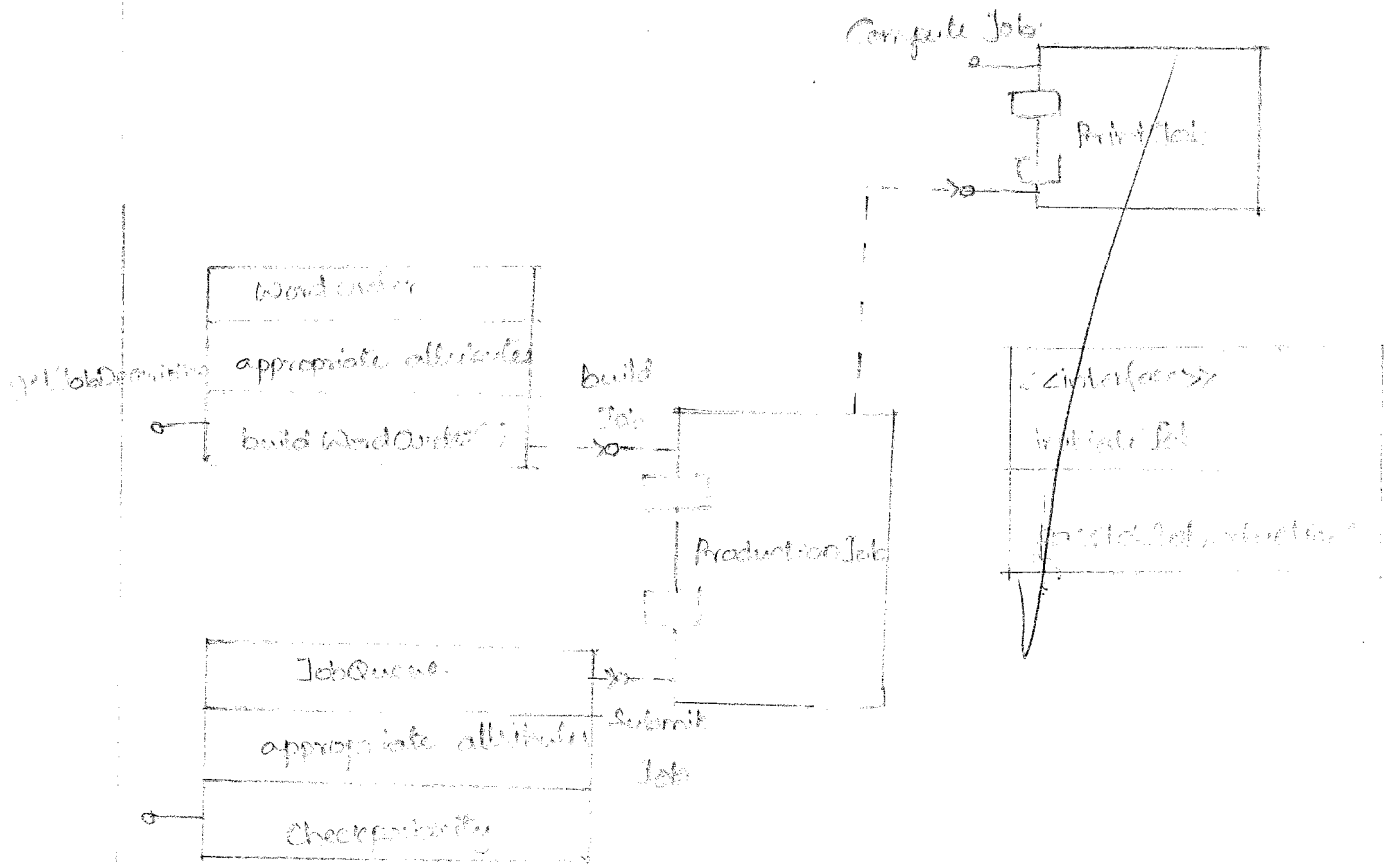 Compute Job
PrintJob
WordOrder
appropriate attributes
build
Job
build WordOrder
<<interface>>
ProductionJob
JobQueue
appropriate attributes
Submit
Job
Checkpriority